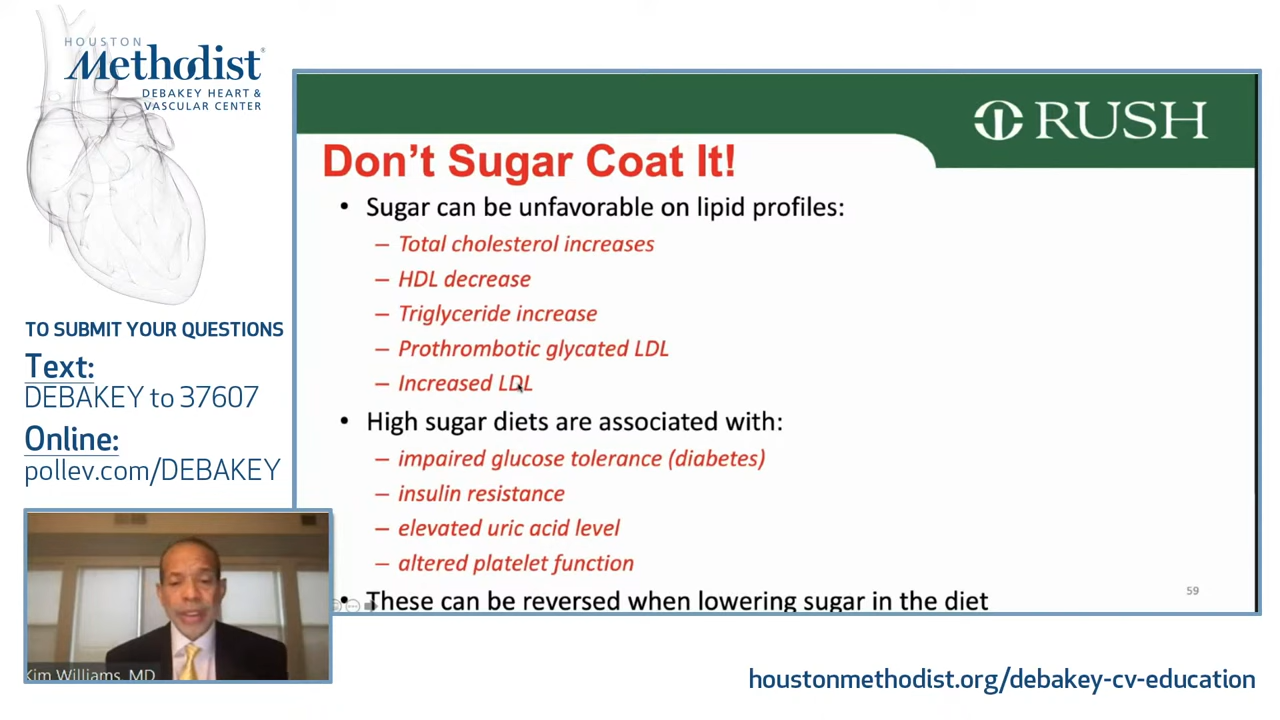 HOUSTON
Methodist®
DEBAKEY HEART &
VASCULAR CENTER
TO SUBMIT YOUR QUESTIONS
Text:
DEBAKEY to 37607
Online:
pollev.com/DEBAKEY
Kim Williams, MD
RUSH
Don't Sugar Coat It!
• Sugar can be unfavorable on lipid profiles:
– Total cholesterol increases
– HDL decrease
– Triglyceride increase
– Prothrombotic glycated LDL
– Increased LDL
• High sugar diets are associated with:
– impaired glucose tolerance (diabetes)
– insulin resistance
– elevated uric acid level
– altered platelet function
• These can be reversed when lowering sugar in the diet
59
houstonmethodist.org/debakey-cv-education